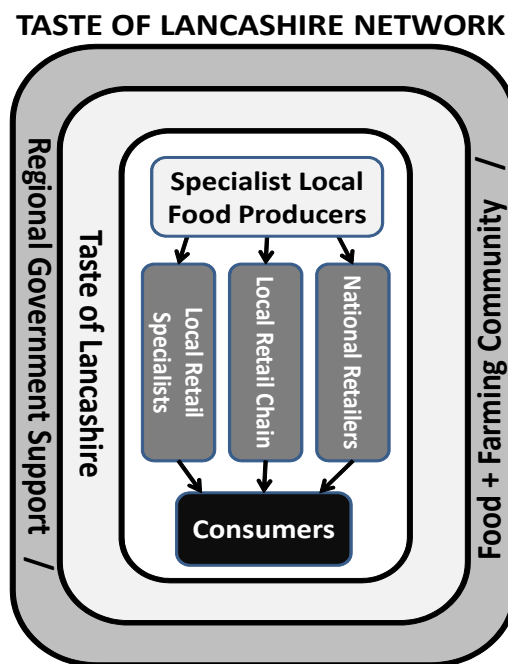 TASTE OF LANCASHIRE NETWORK
Regional Government Support /
Taste of Lancashire
Specialist Local
Food Producers
Local Retail
Specialists
Local Retail Chain
National Retailers
Consumers
Food + Farming Community /